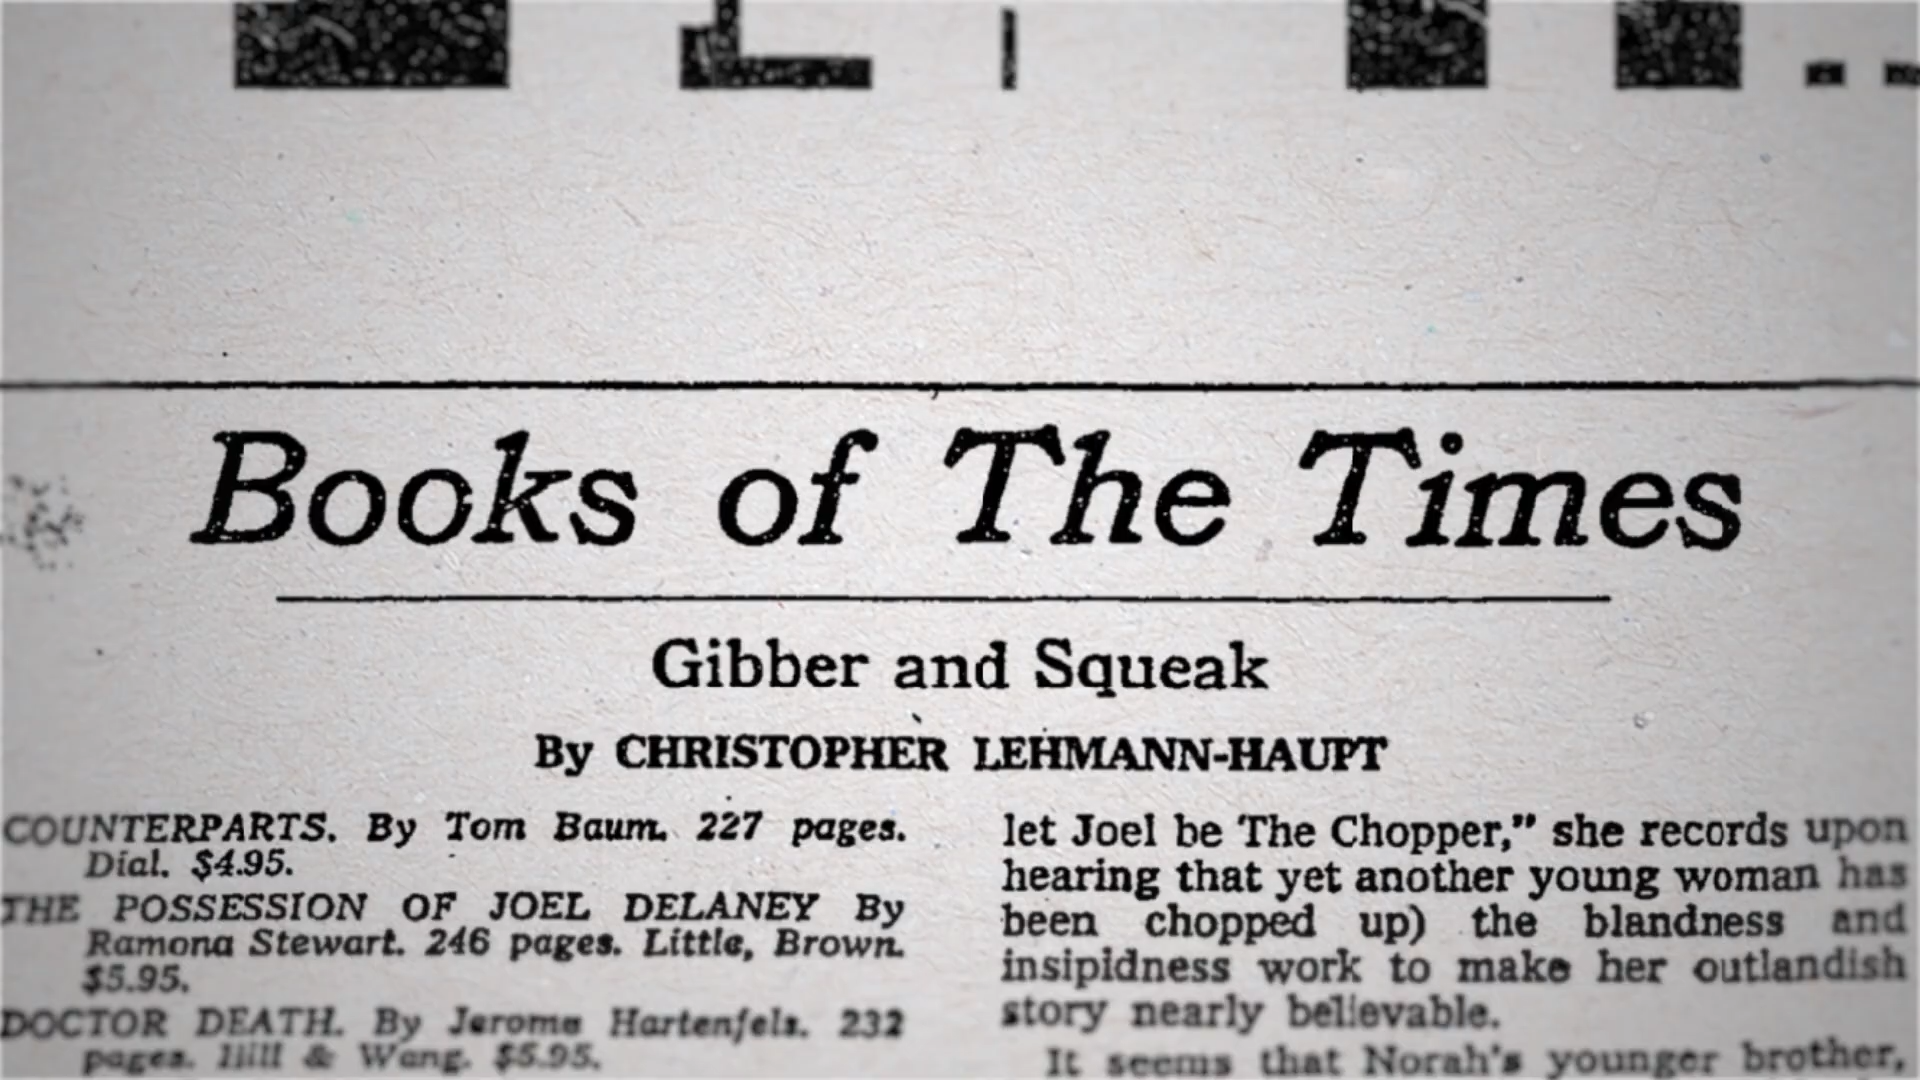 Books of The Times
Gibber and Squeak
By CHRISTOPHER LEHMANN-HAUPT
COUNTERPARTS. By Tom Baum. 227 pages.
Dial. $4.95.
THE POSSESSION OF JOEL DELANEY By
Ramona Stewart. 246 pages. Little, Brown.
$5.95.
DOCTOR DEATH. By Jerome Hartenfels. 232
pages. Hill & Wang. $5.95.
let Joel be The Chopper,” she records upon
hearing that yet another young woman has
been chopped up) the blandness and
insipidness work to make her outlandish
story nearly believable.
It seems that Norah's younger brother,